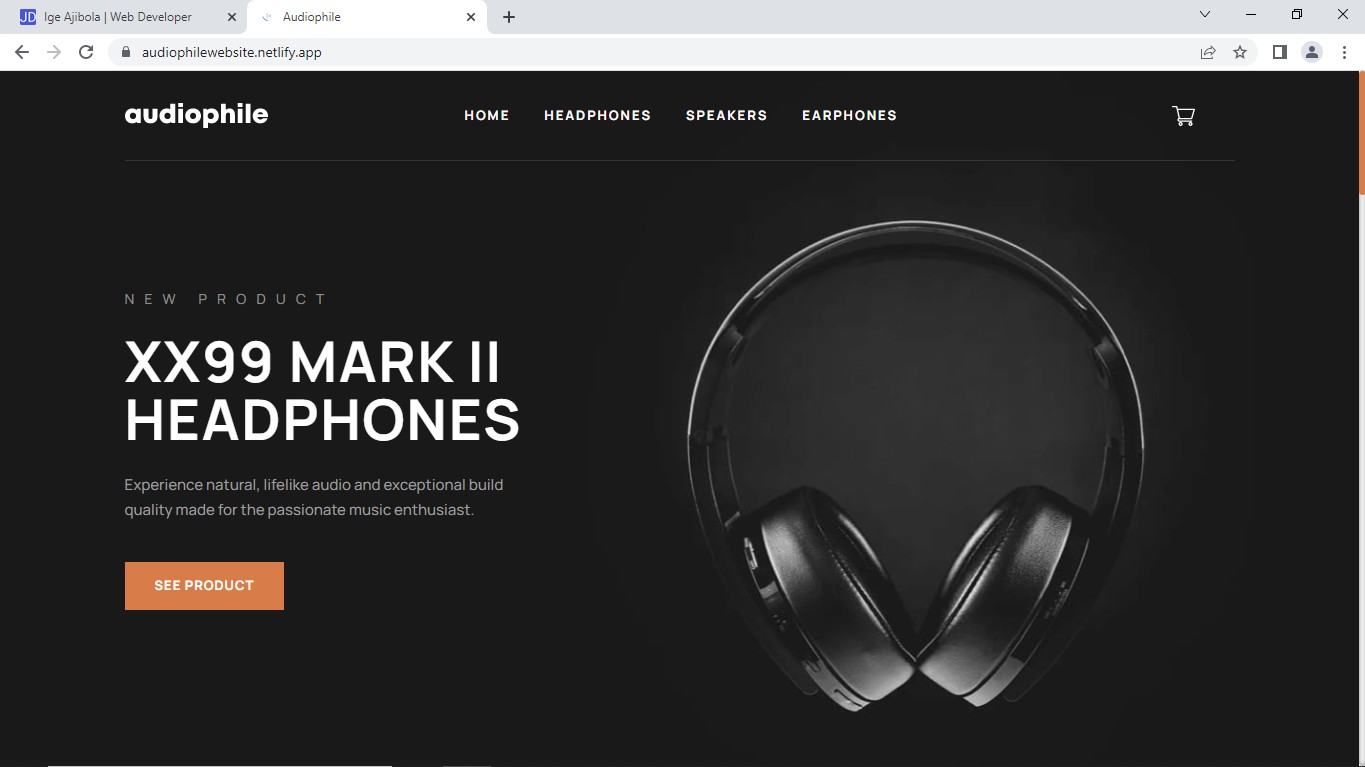 JD Ige Ajibola | Web Developer
Audiophile
audiophilewebsite.netlify.app
audiophile
HOME HEADPHONES SPEAKERS EARPHONES
NEW PRODUCT
XX99 MARK II
HEADPHONES
Experience natural, lifelike audio and exceptional build
quality made for the passionate music enthusiast.
SEE PRODUCT